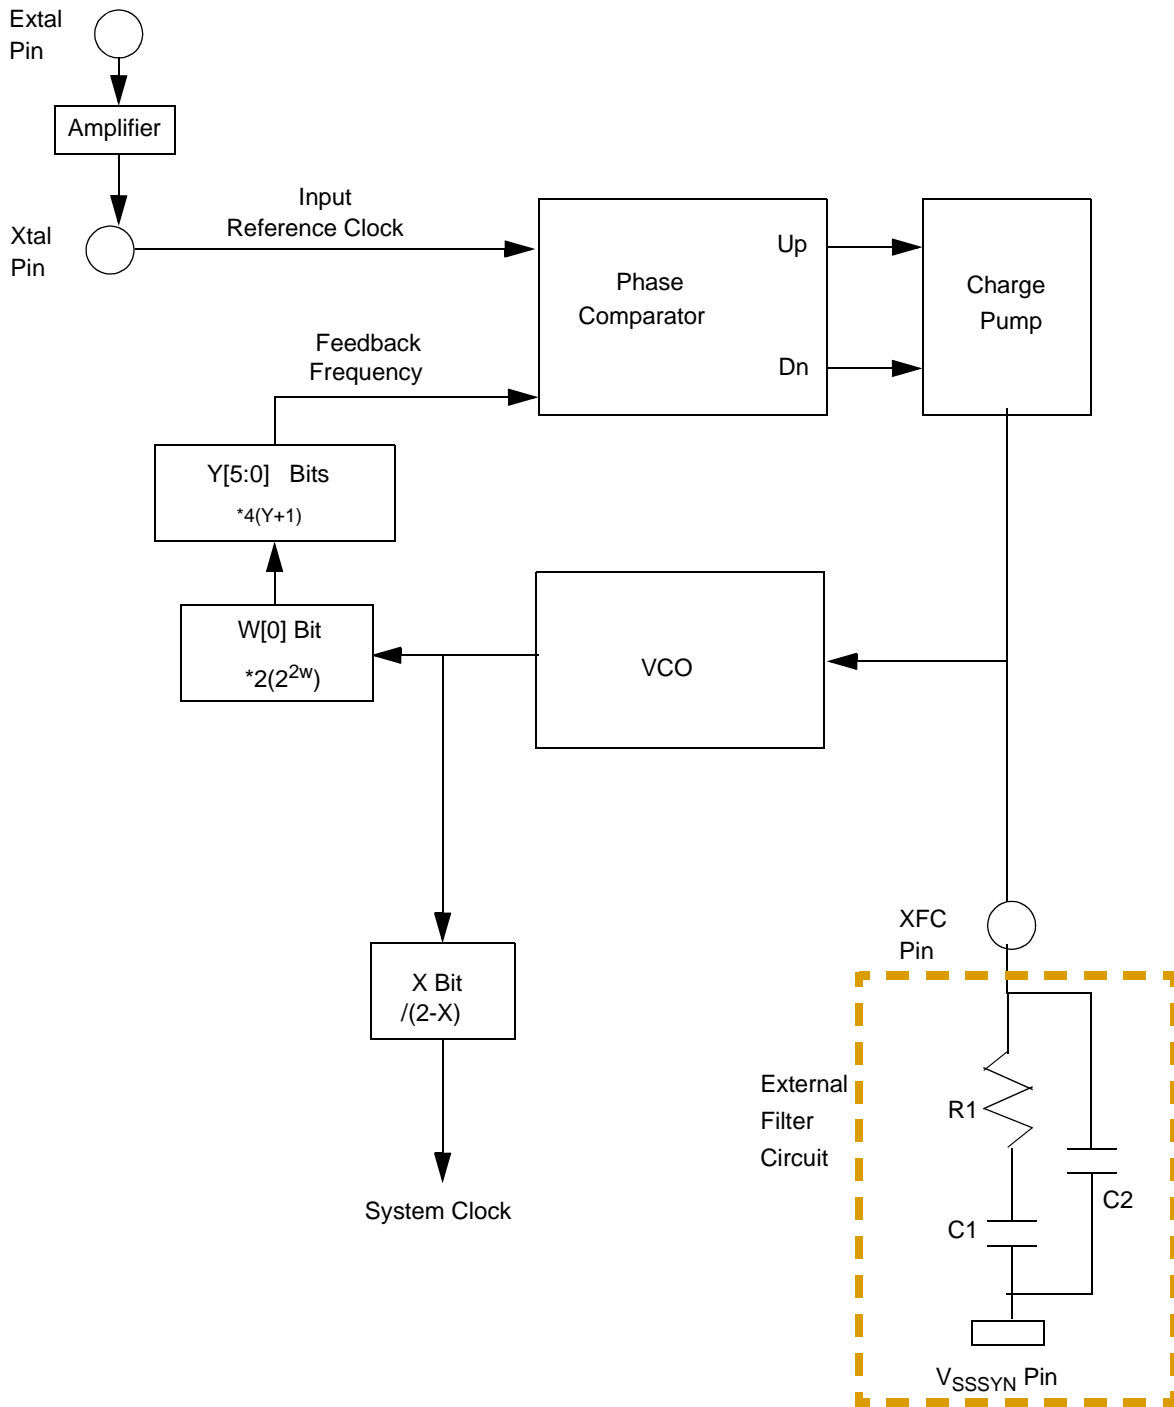 Extal
Pin
Amplifier
Xtal
Pin
Input
Reference Clock
Phase
Comparator
Up
Dn
Charge
Pump
Feedback
Frequency
Y[5:0] Bits
*4(Y+1)
W[0] Bit
*2(2^2w)
VCO
X Bit
/(2-X)
System Clock
XFC
Pin
External
Filter
Circuit
R1
C1
C2
VSSSYN Pin